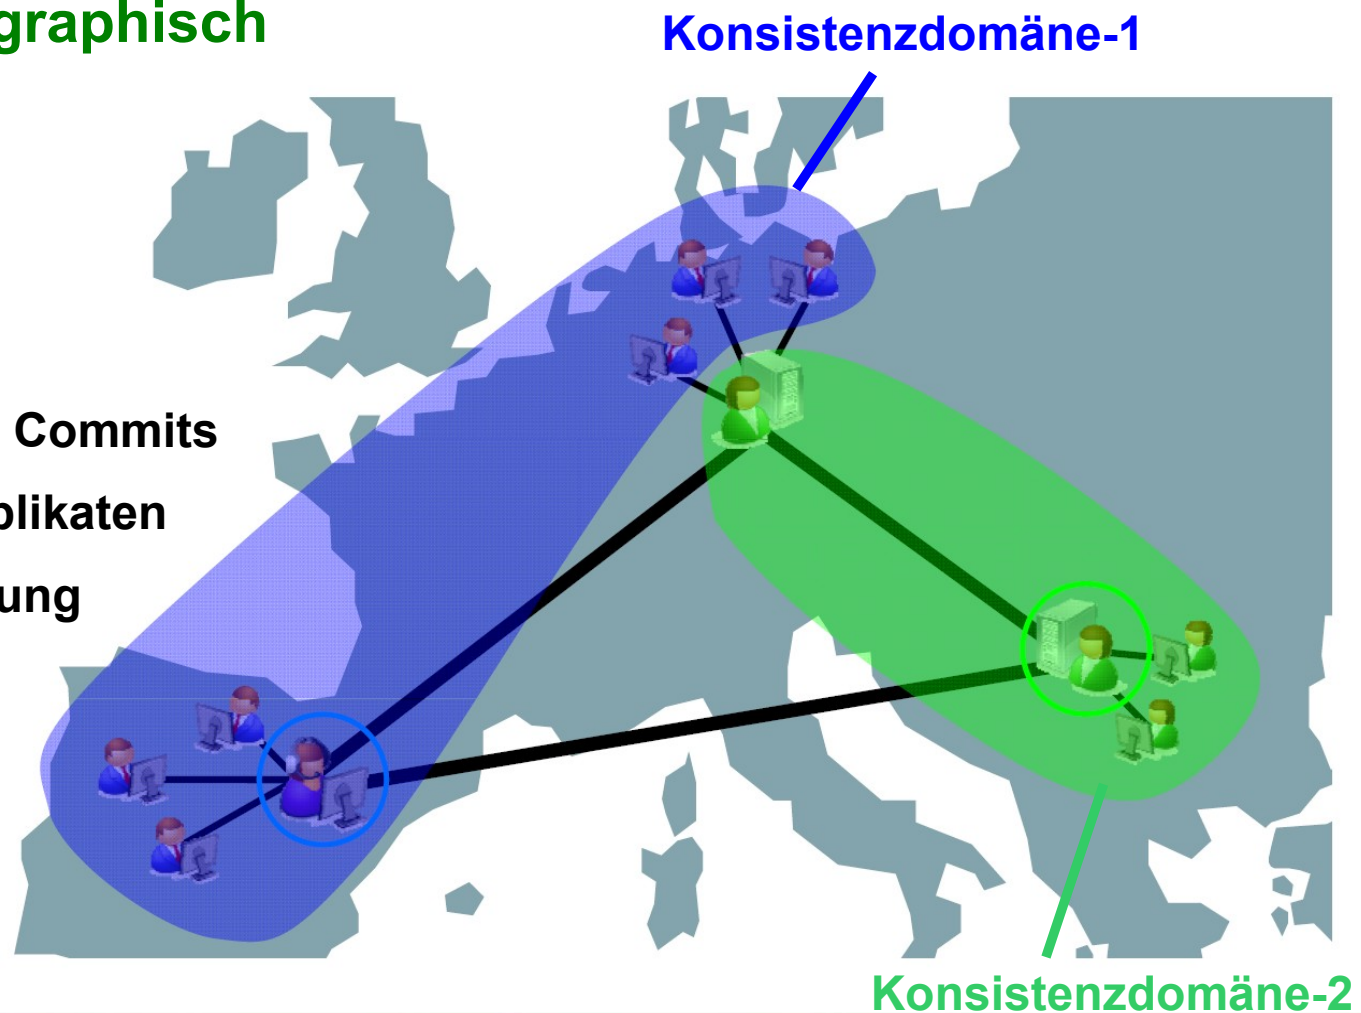 graphisch
Konsistenzdomäne-1
Commits
plikaten
ung
Konsistenzdomäne-2